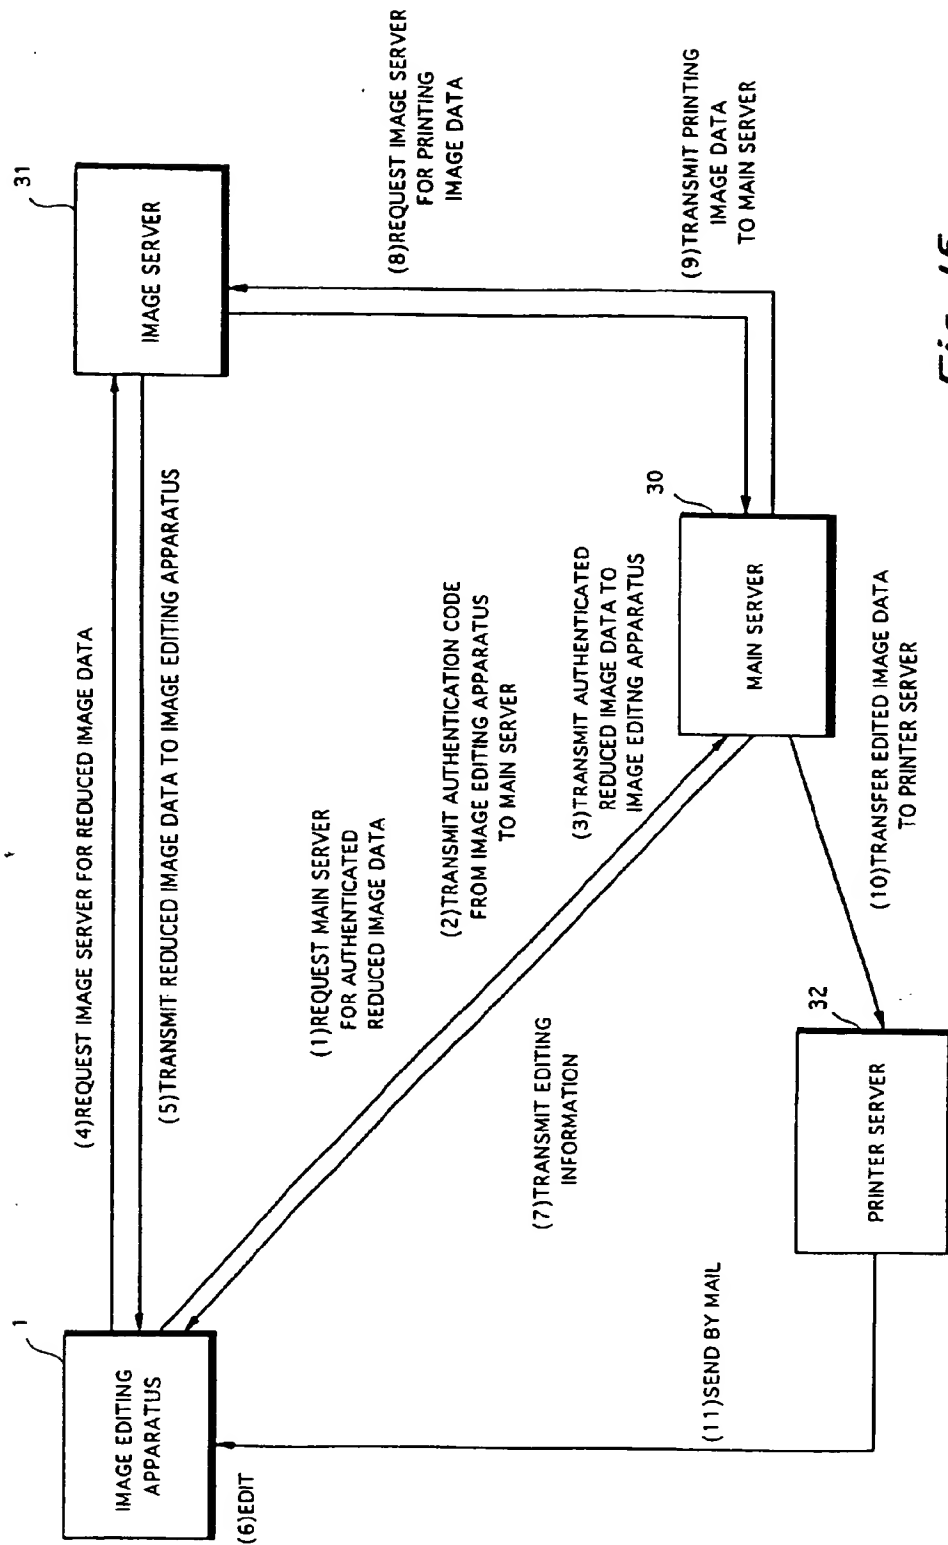 (4)REQUEST IMAGE SERVER FOR REDUCED IMAGE DATA
1
IMAGE EDITING
APPARATUS
(5)TRANSMIT REDUCED IMAGE DATA TO IMAGE EDITING APPARATUS
31
IMAGE SERVER
(6)EDIT
(1)REQUEST MAIN SERVER
FOR AUTHENTICATED
REDUCED IMAGE DATA
(8)REQUEST IMAGE SERVER
FOR PRINTING
IMAGE DATA
(2)TRANSMIT AUTHENTICATION CODE
FROM IMAGE EDITING APPARATUS
TO MAIN SERVER
(7)TRANSMIT EDITING
INFORMATION
(3)TRANSMIT AUTHENTICATED
REDUCED IMAGE DATA TO
IMAGE EDITNG APPARATUS
30
MAIN SERVER
(9)TRANSMIT PRINTING
IMAGE DATA
TO MAIN SERVER
(11)SEND BY MAIL
32
PRINTER SERVER
(10)TRANSFER EDITED IMAGE DATA
TO PRINTER SERVER